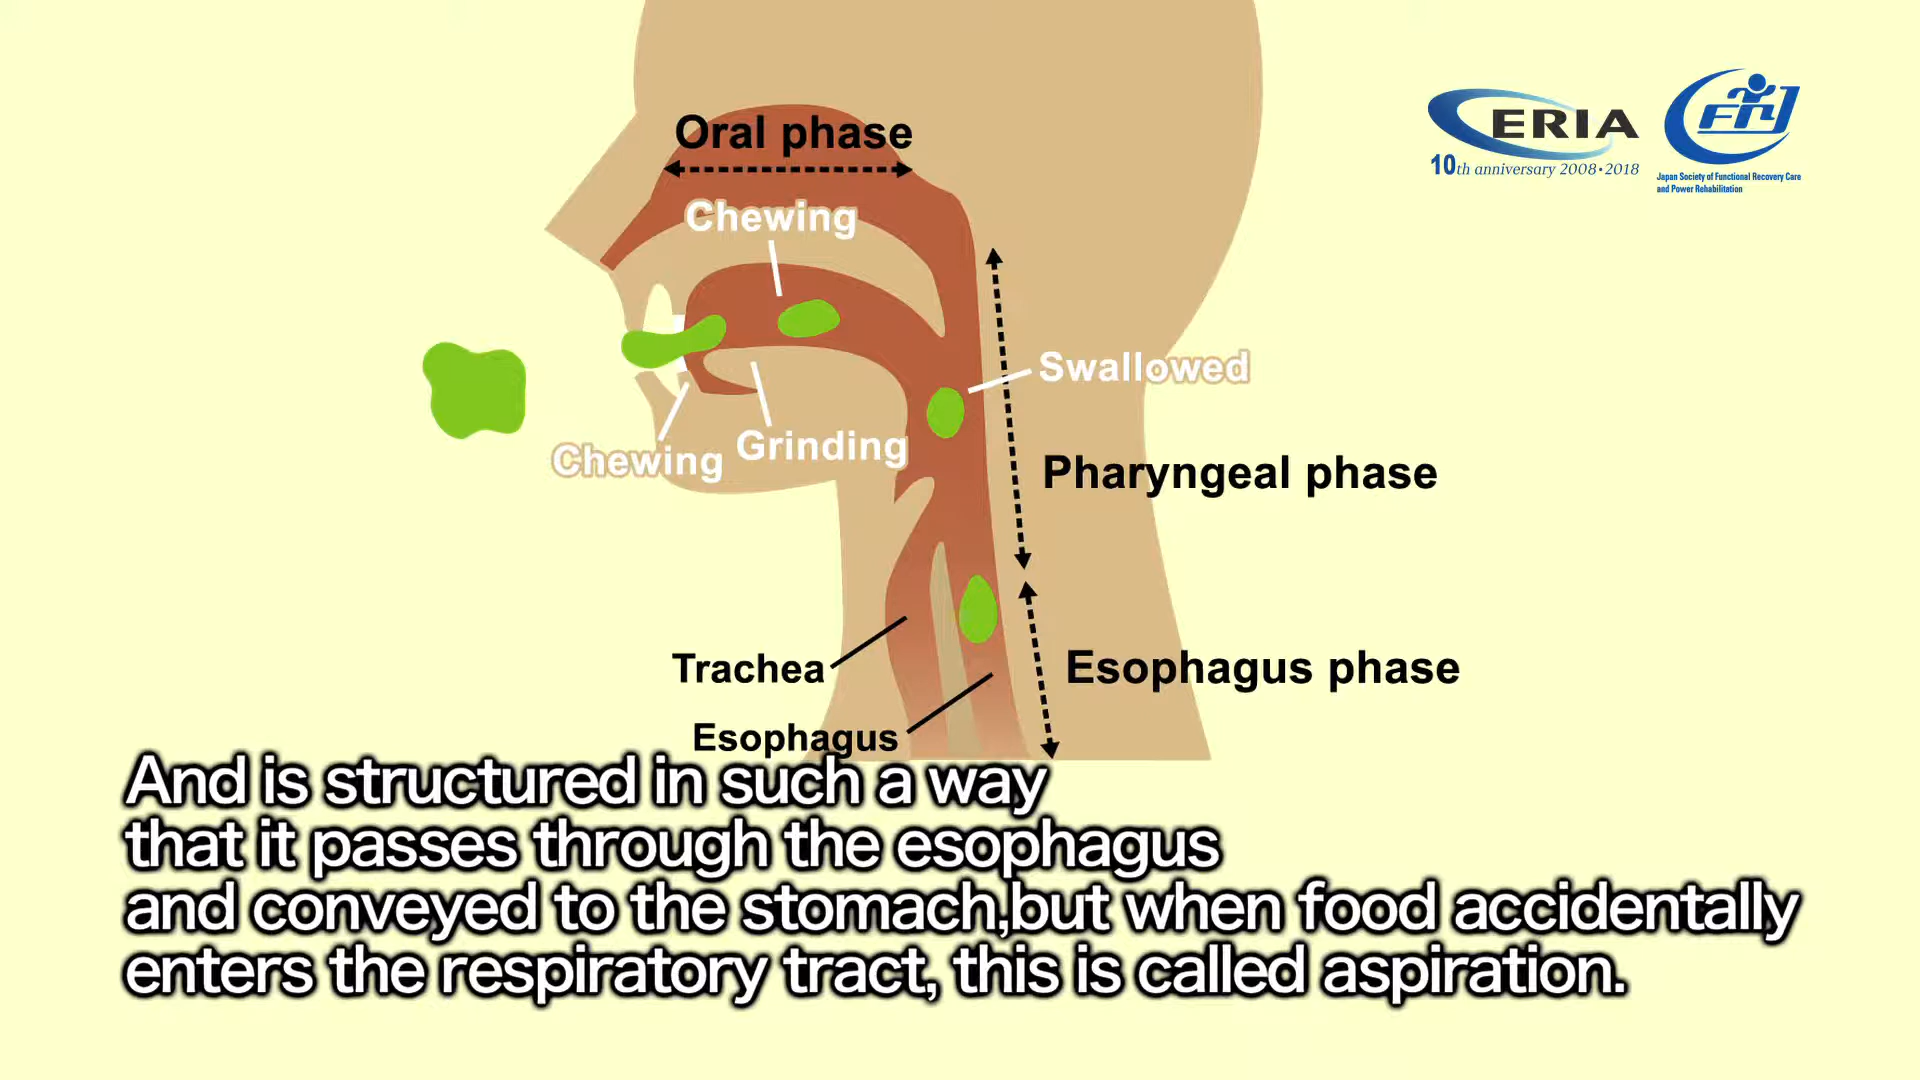 Oral phase
Chewing
Swallowed
Chewing
Grinding
Pharyngeal phase
Trachea
Esophagus phase
Esophagus
ERIA
10th anniversary 2008・2018
Japan Society of Functional Recovery Care
and Power Rehabilitation
And is structured in such a way
that it passes through the esophagus
and conveyed to the stomach,but when food accidentally
enters the respiratory tract, this is called aspiration.